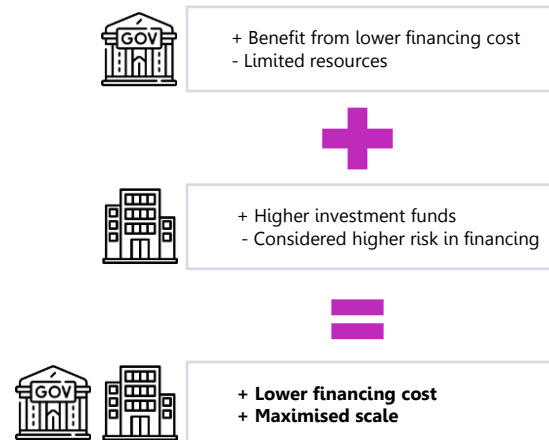 GOV
+ Benefit from lower financing cost
- Limited resources
+ Higher investment funds
- Considered higher risk in financing
GOV
+ Lower financing cost
+ Maximised scale